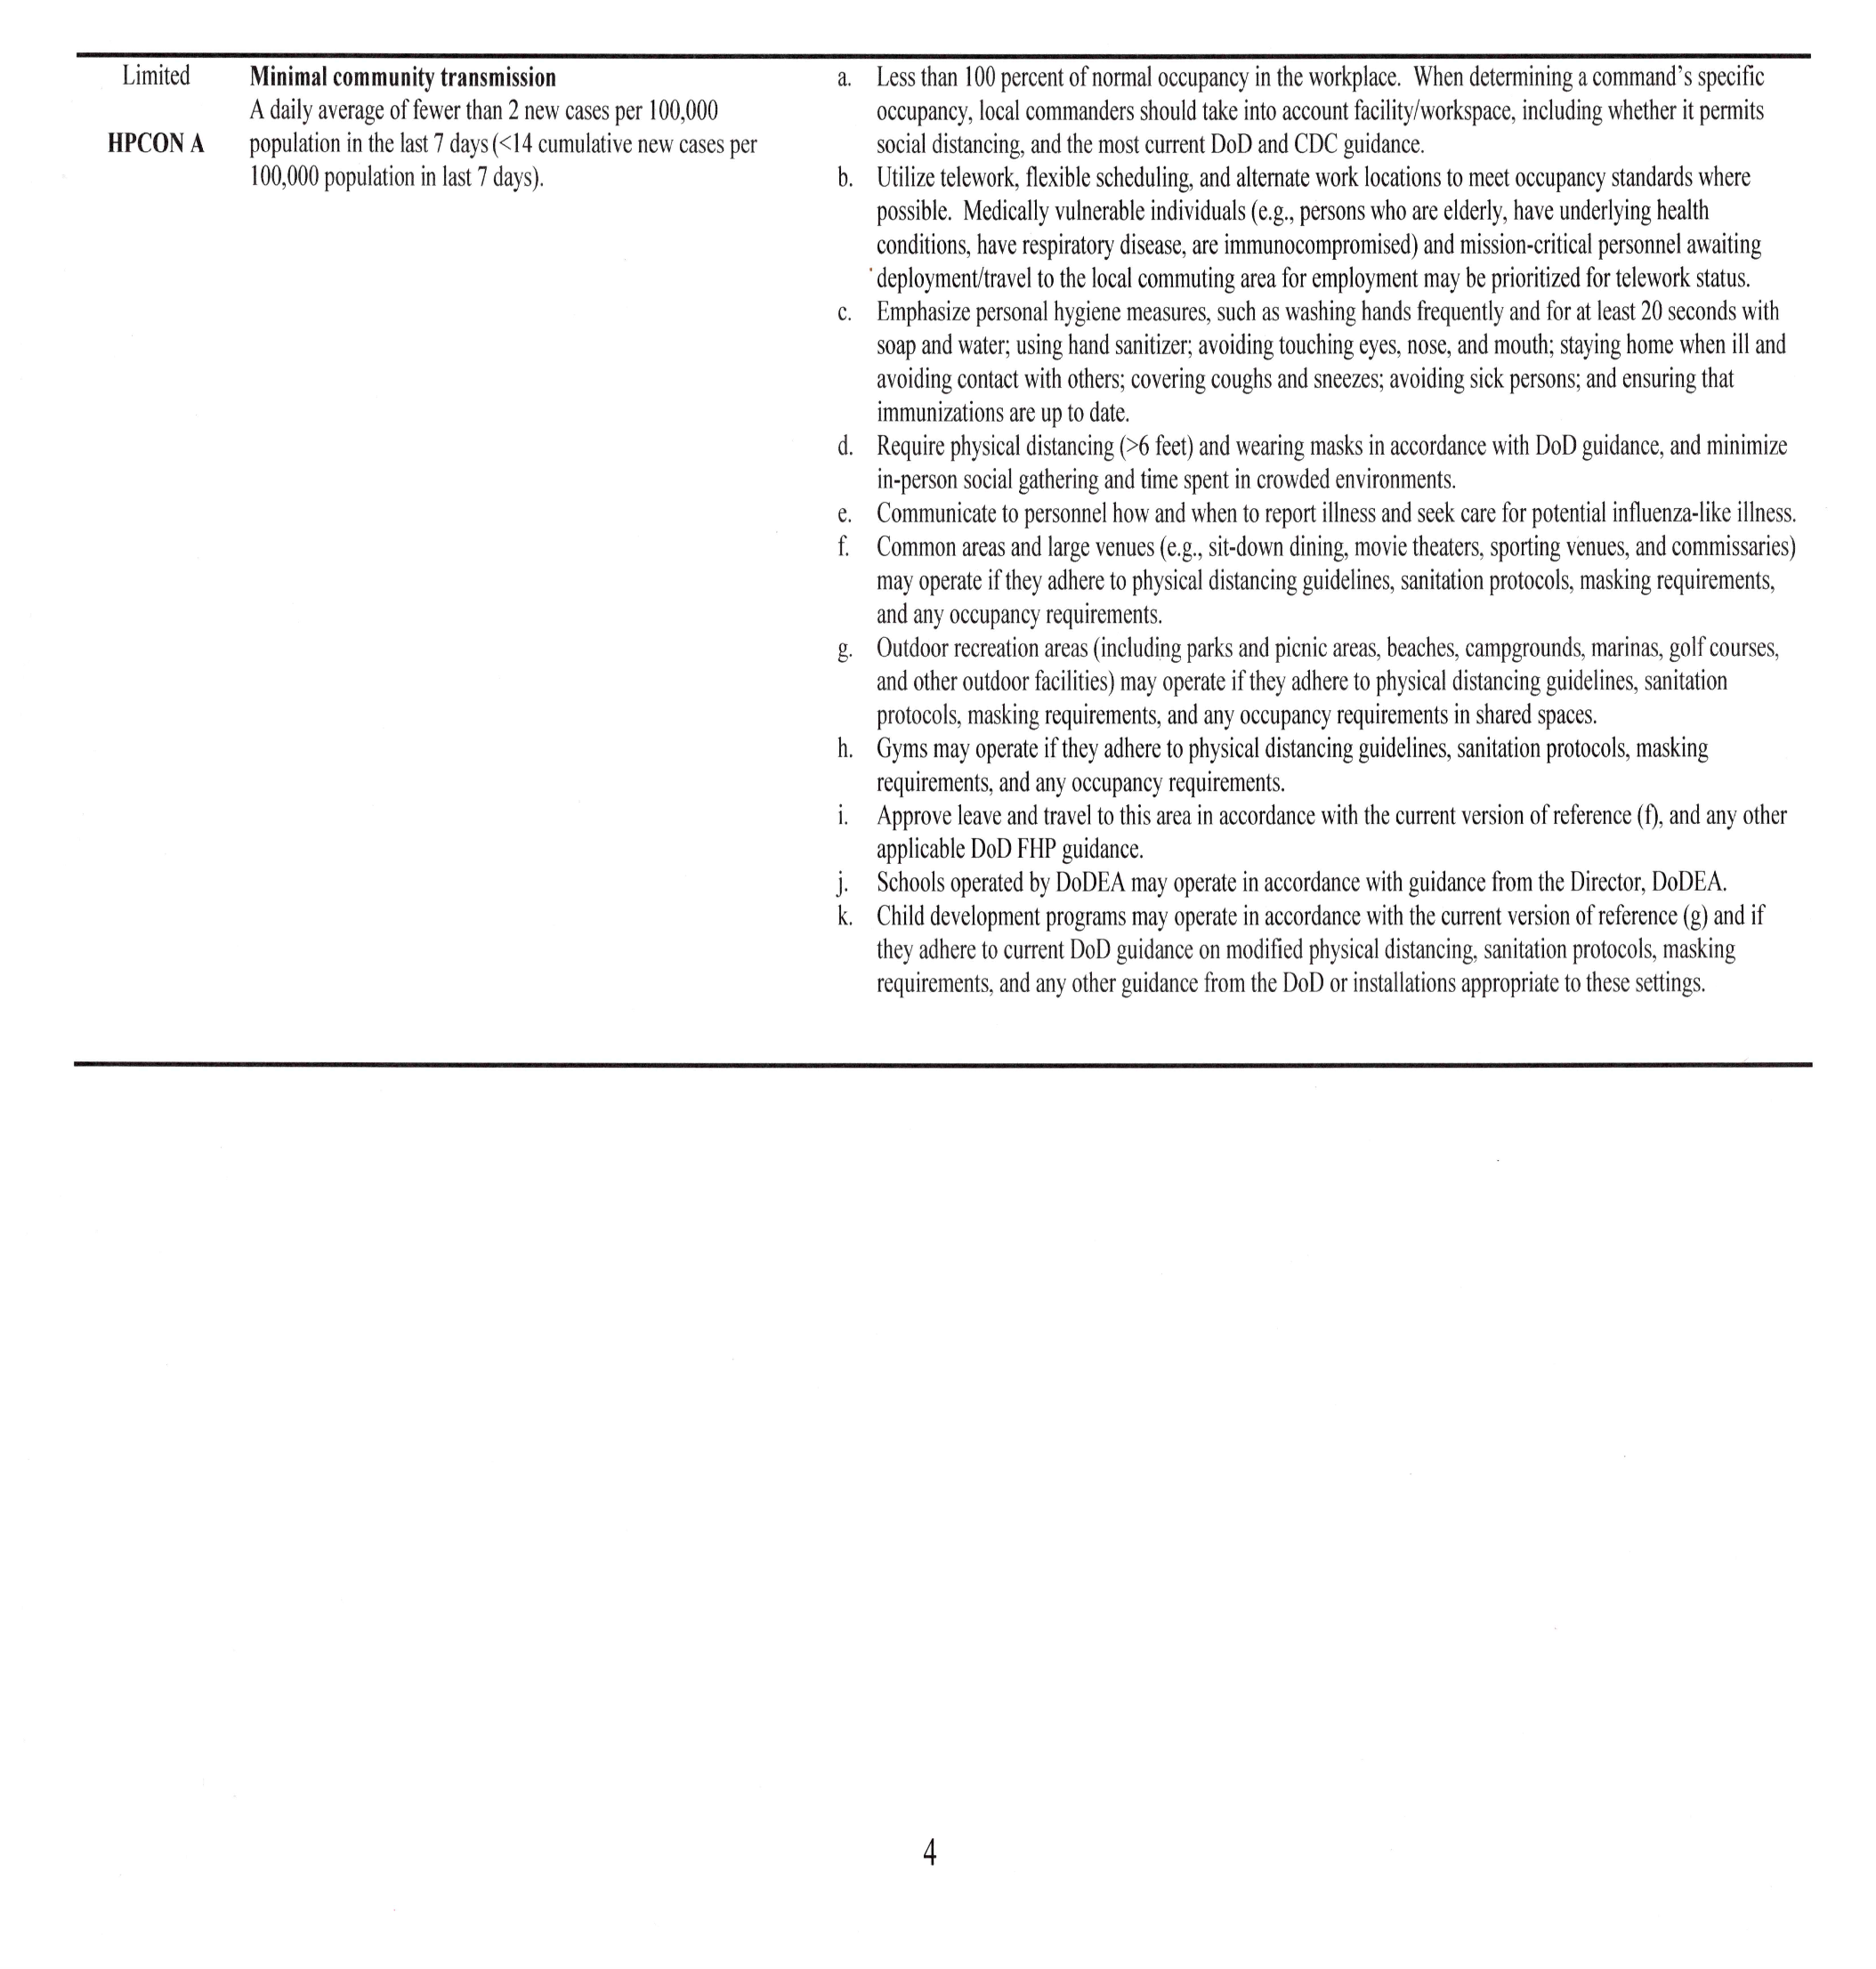 Limited
HPCON A
Minimal community transmission
A daily average of fewer than 2 new cases per 100,000
population in the last 7 days (<14 cumulative new cases per
100,000 population in last 7 days).
a. Less than 100 percent of normal occupancy in the workplace. When determining a command's specific
occupancy, local commanders should take into account facility/workspace, including whether it permits
social distancing, and the most current DoD and CDC guidance.
b. Utilize telework, flexible scheduling, and alternate work locations to meet occupancy standards where
possible. Medically vulnerable individuals (e.g., persons who are elderly, have underlying health
conditions, have respiratory disease, are immunocompromised) and mission-critical personnel awaiting
deployment/travel to the local commuting area for employment may be prioritized for telework status.
c. Emphasize personal hygiene measures, such as washing hands frequently and for at least 20 seconds with
soap and water; using hand sanitizer; avoiding touching eyes, nose, and mouth; staying home when ill and
avoiding contact with others; covering coughs and sneezes; avoiding sick persons; and ensuring that
immunizations are up to date.
d. Require physical distancing (>6 feet) and wearing masks in accordance with DoD guidance, and minimize
in-person social gathering and time spent in crowded environments.
e. Communicate to personnel how and when to report illness and seek care for potential influenza-like illness.
f. Common areas and large venues (e.g., sit-down dining, movie theaters, sporting venues, and commissaries)
may operate if they adhere to physical distancing guidelines, sanitation protocols, masking requirements,
and any occupancy requirements.
g. Outdoor recreation areas (including parks and picnic areas, beaches, campgrounds, marinas, golf courses,
and other outdoor facilities) may operate if they adhere to physical distancing guidelines, sanitation
protocols, masking requirements, and any occupancy requirements in shared spaces.
h. Gyms may operate if they adhere to physical distancing guidelines, sanitation protocols, masking
requirements, and any occupancy requirements.
i. Approve leave and travel to this area in accordance with the current version of reference (f), and any other
applicable DoD FHP guidance.
j. Schools operated by DoDEA may operate in accordance with guidance from the Director, DoDEA.
k. Child development programs may operate in accordance with the current version of reference (g) and if
they adhere to current DoD guidance on modified physical distancing, sanitation protocols, masking
requirements, and any other guidance from the DoD or installations appropriate to these settings.
4